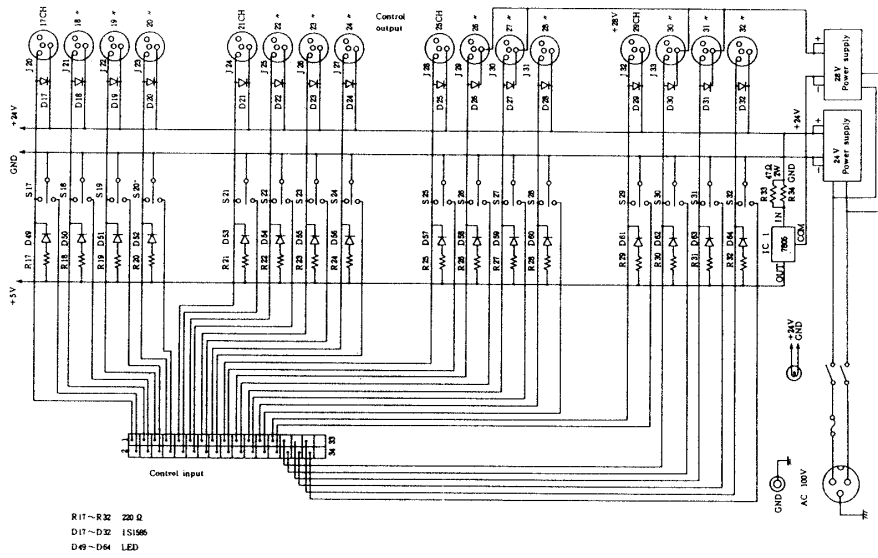 17CH 18 〃 19 〃 20 〃 21CH 22 〃 23 〃 24 〃 Control output 25CH 26 〃 27 〃 28 〃 +28V 29CH 30 〃 31 〃 32 〃
J20 J21 J22 J23 J24 J25 J26 J27 J28 J29 J30 J31 J32 J33
D17 D18 D19 D20 D21 D22 D23 D24 D25 D26 D27 D28 D29 D30 D31 D32
28V Power supply
+ −
+24V
+24V
+ −
24V Power supply
GND
S17 S18 S19 S20 S21 S22 S23 S24 S25 S26 S27 S28 S29 S30 S31 S32
R33 47Ω 2W R34 GND
D49 D50 D51 D52 D53 D54 D55 D56 D57 D58 D59 D60 D61 D62 D63 D64
R17 R18 R19 R20 R21 R22 R23 R24 R25 R26 R27 R28 R29 R30 R31 R32
IC 1 IN COM OUT
+5V
+24V
GND
1 33
2 34
Control input
GND
AC 100V
R17~R32 220Ω
D17~D32 1S1585
D49~D64 LED